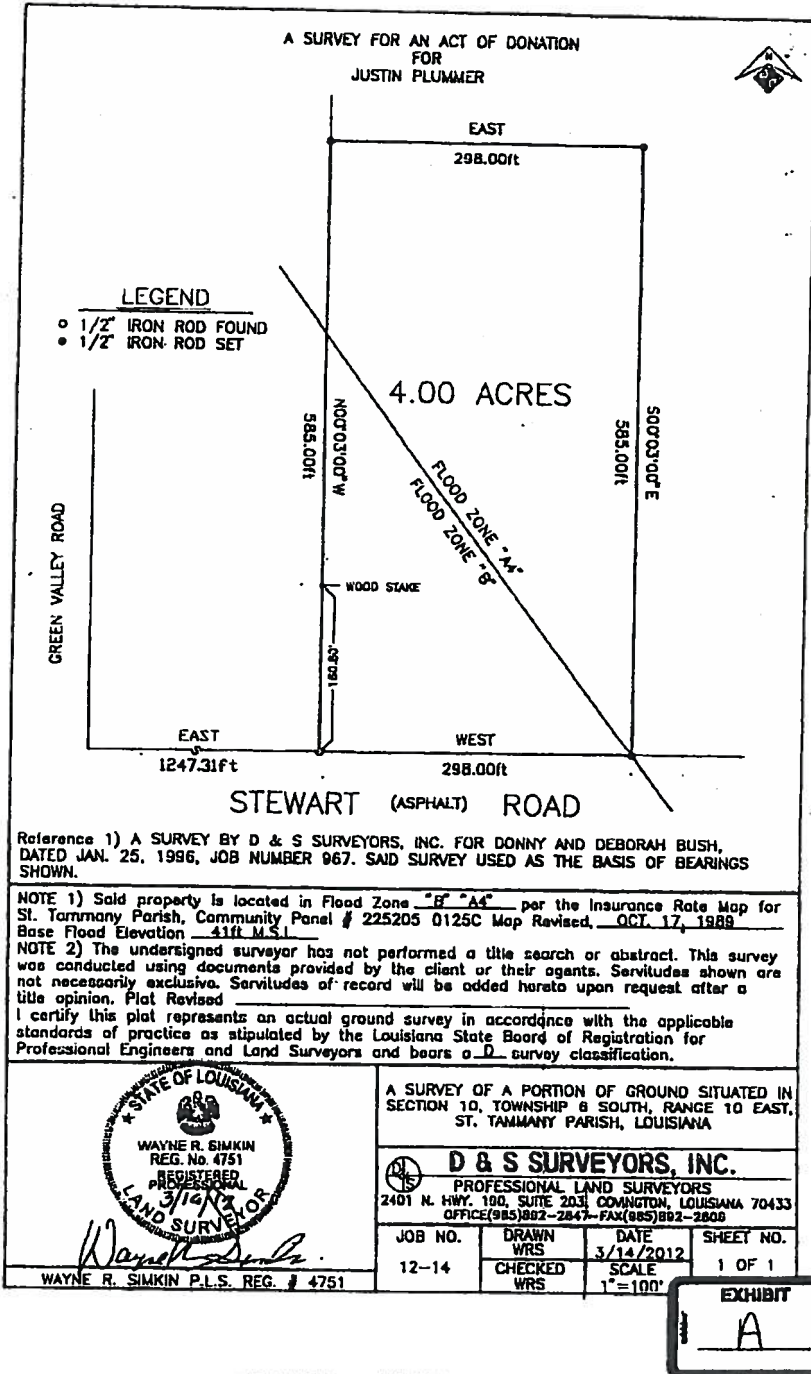 A SURVEY FOR AN ACT OF DONATION
FOR
JUSTIN PLUMMER
N
EAST
298.00ft
LEGEND
1/2" IRON ROD FOUND
1/2" IRON ROD SET
4.00 ACRES
N00°03'00"W
585.00ft
S00°03'00"E
585.00ft
FLOOD ZONE "A4"
FLOOD ZONE "B"
GREEN VALLEY ROAD
WOOD STAKE
EAST
1247.31ft
WEST
298.00ft
STEWART (ASPHALT) ROAD
Reference 1) A SURVEY BY D & S SURVEYORS, INC. FOR DONNY AND DEBORAH BUSH,
DATED JAN. 25, 1996, JOB NUMBER 967. SAID SURVEY USED AS THE BASIS OF BEARINGS
SHOWN.
NOTE 1) Said property is located in Flood Zone "B" "A4" per the Insurance Rate Map for
St. Tammany Parish, Community Panel # 225205 0125C Map Revised, OCT. 17, 1989
Base Flood Elevation 41ft M.S.L.
NOTE 2) The undersigned surveyor has not performed a title search or abstract. This survey
was conducted using documents provided by the client or their agents. Servitudes shown are
not necessarily exclusive. Servitudes of record will be added hereto upon request after a
title opinion. Plat Revised
I certify this plat represents an actual ground survey in accordance with the applicable
standards of practice as stipulated by the Louisiana State Board of Registration for
Professional Engineers and Land Surveyors and bears a D survey classification.
STATE OF LOUISIANA
WAYNE R. SIMKIN
REG. No. 4751
REGISTERED
PROFESSIONAL
LAND SURVEYOR
WAYNE R. SIMKIN P.L.S. REG. # 4751
A SURVEY OF A PORTION OF GROUND SITUATED IN
SECTION 10, TOWNSHIP 6 SOUTH, RANGE 10 EAST,
ST. TAMMANY PARISH, LOUISIANA
D & S SURVEYORS, INC.
PROFESSIONAL LAND SURVEYORS
2401 N. HWY. 190, SUITE 203, COVINGTON, LOUISIANA 70433
OFFICE(985)892-2847-FAX(985)892-2808
JOB NO.
12-14
DRAWN
WRS
CHECKED
WRS
DATE
3/14/2012
SCALE
1"=100'
SHEET NO.
1 OF 1
EXHIBIT
A